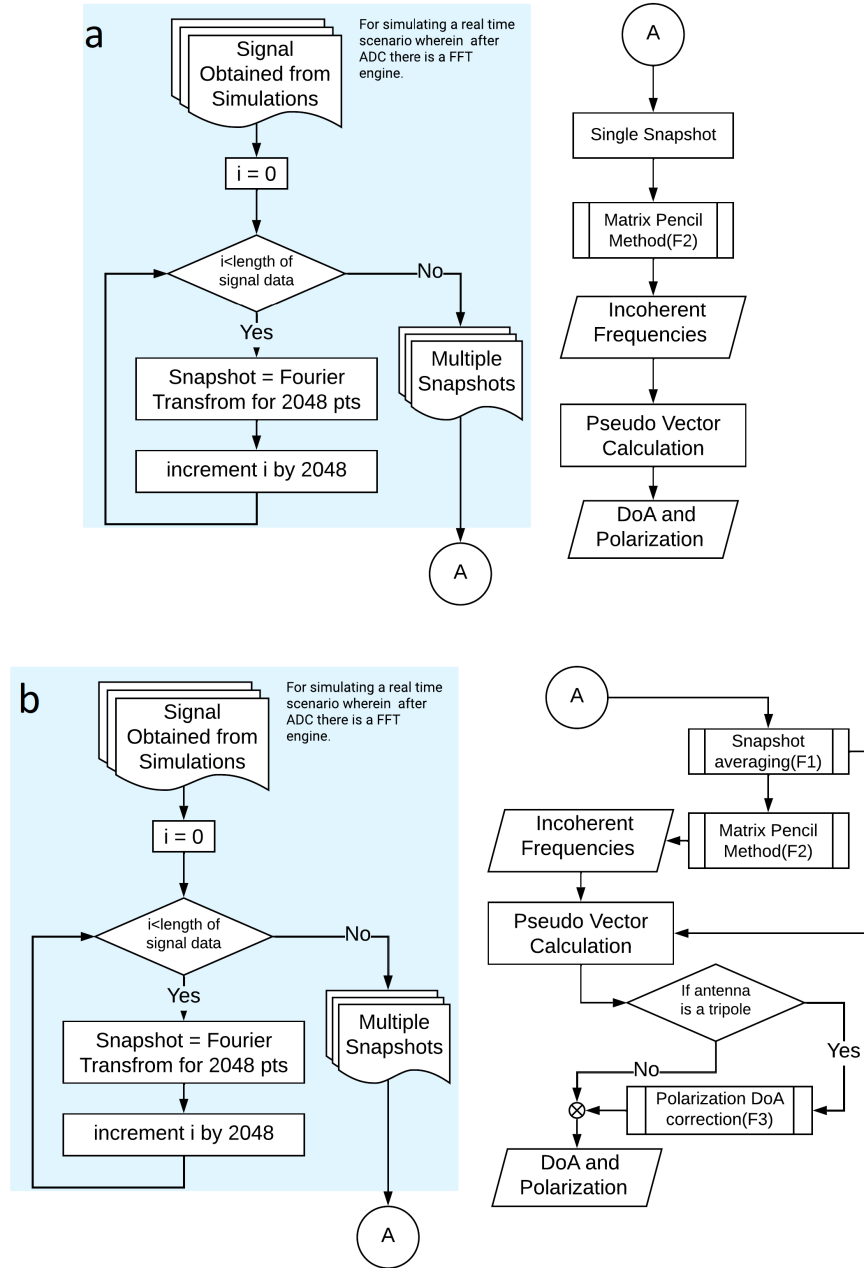 a
Signal
Obtained from
Simulations
For simulating a real time
scenario wherein after
ADC there is a FFT
engine.
i = 0
i<length of
signal data
No
Yes
Multiple
Snapshots
Snapshot = Fourier
Transfrom for 2048 pts
increment i by 2048
A
A
Single Snapshot
Matrix Pencil
Method(F2)
Incoherent
Frequencies
Pseudo Vector
Calculation
DoA and
Polarization
b
Signal
Obtained from
Simulations
For simulating a real time
scenario wherein after
ADC there is a FFT
engine.
i = 0
i<length of
signal data
No
Yes
Multiple
Snapshots
Snapshot = Fourier
Transfrom for 2048 pts
increment i by 2048
A
A
Snapshot
averaging(F1)
Matrix Pencil
Method(F2)
Incoherent
Frequencies
Pseudo Vector
Calculation
If antenna
is a tripole
Yes
No
Polarization DoA
correction(F3)
DoA and
Polarization